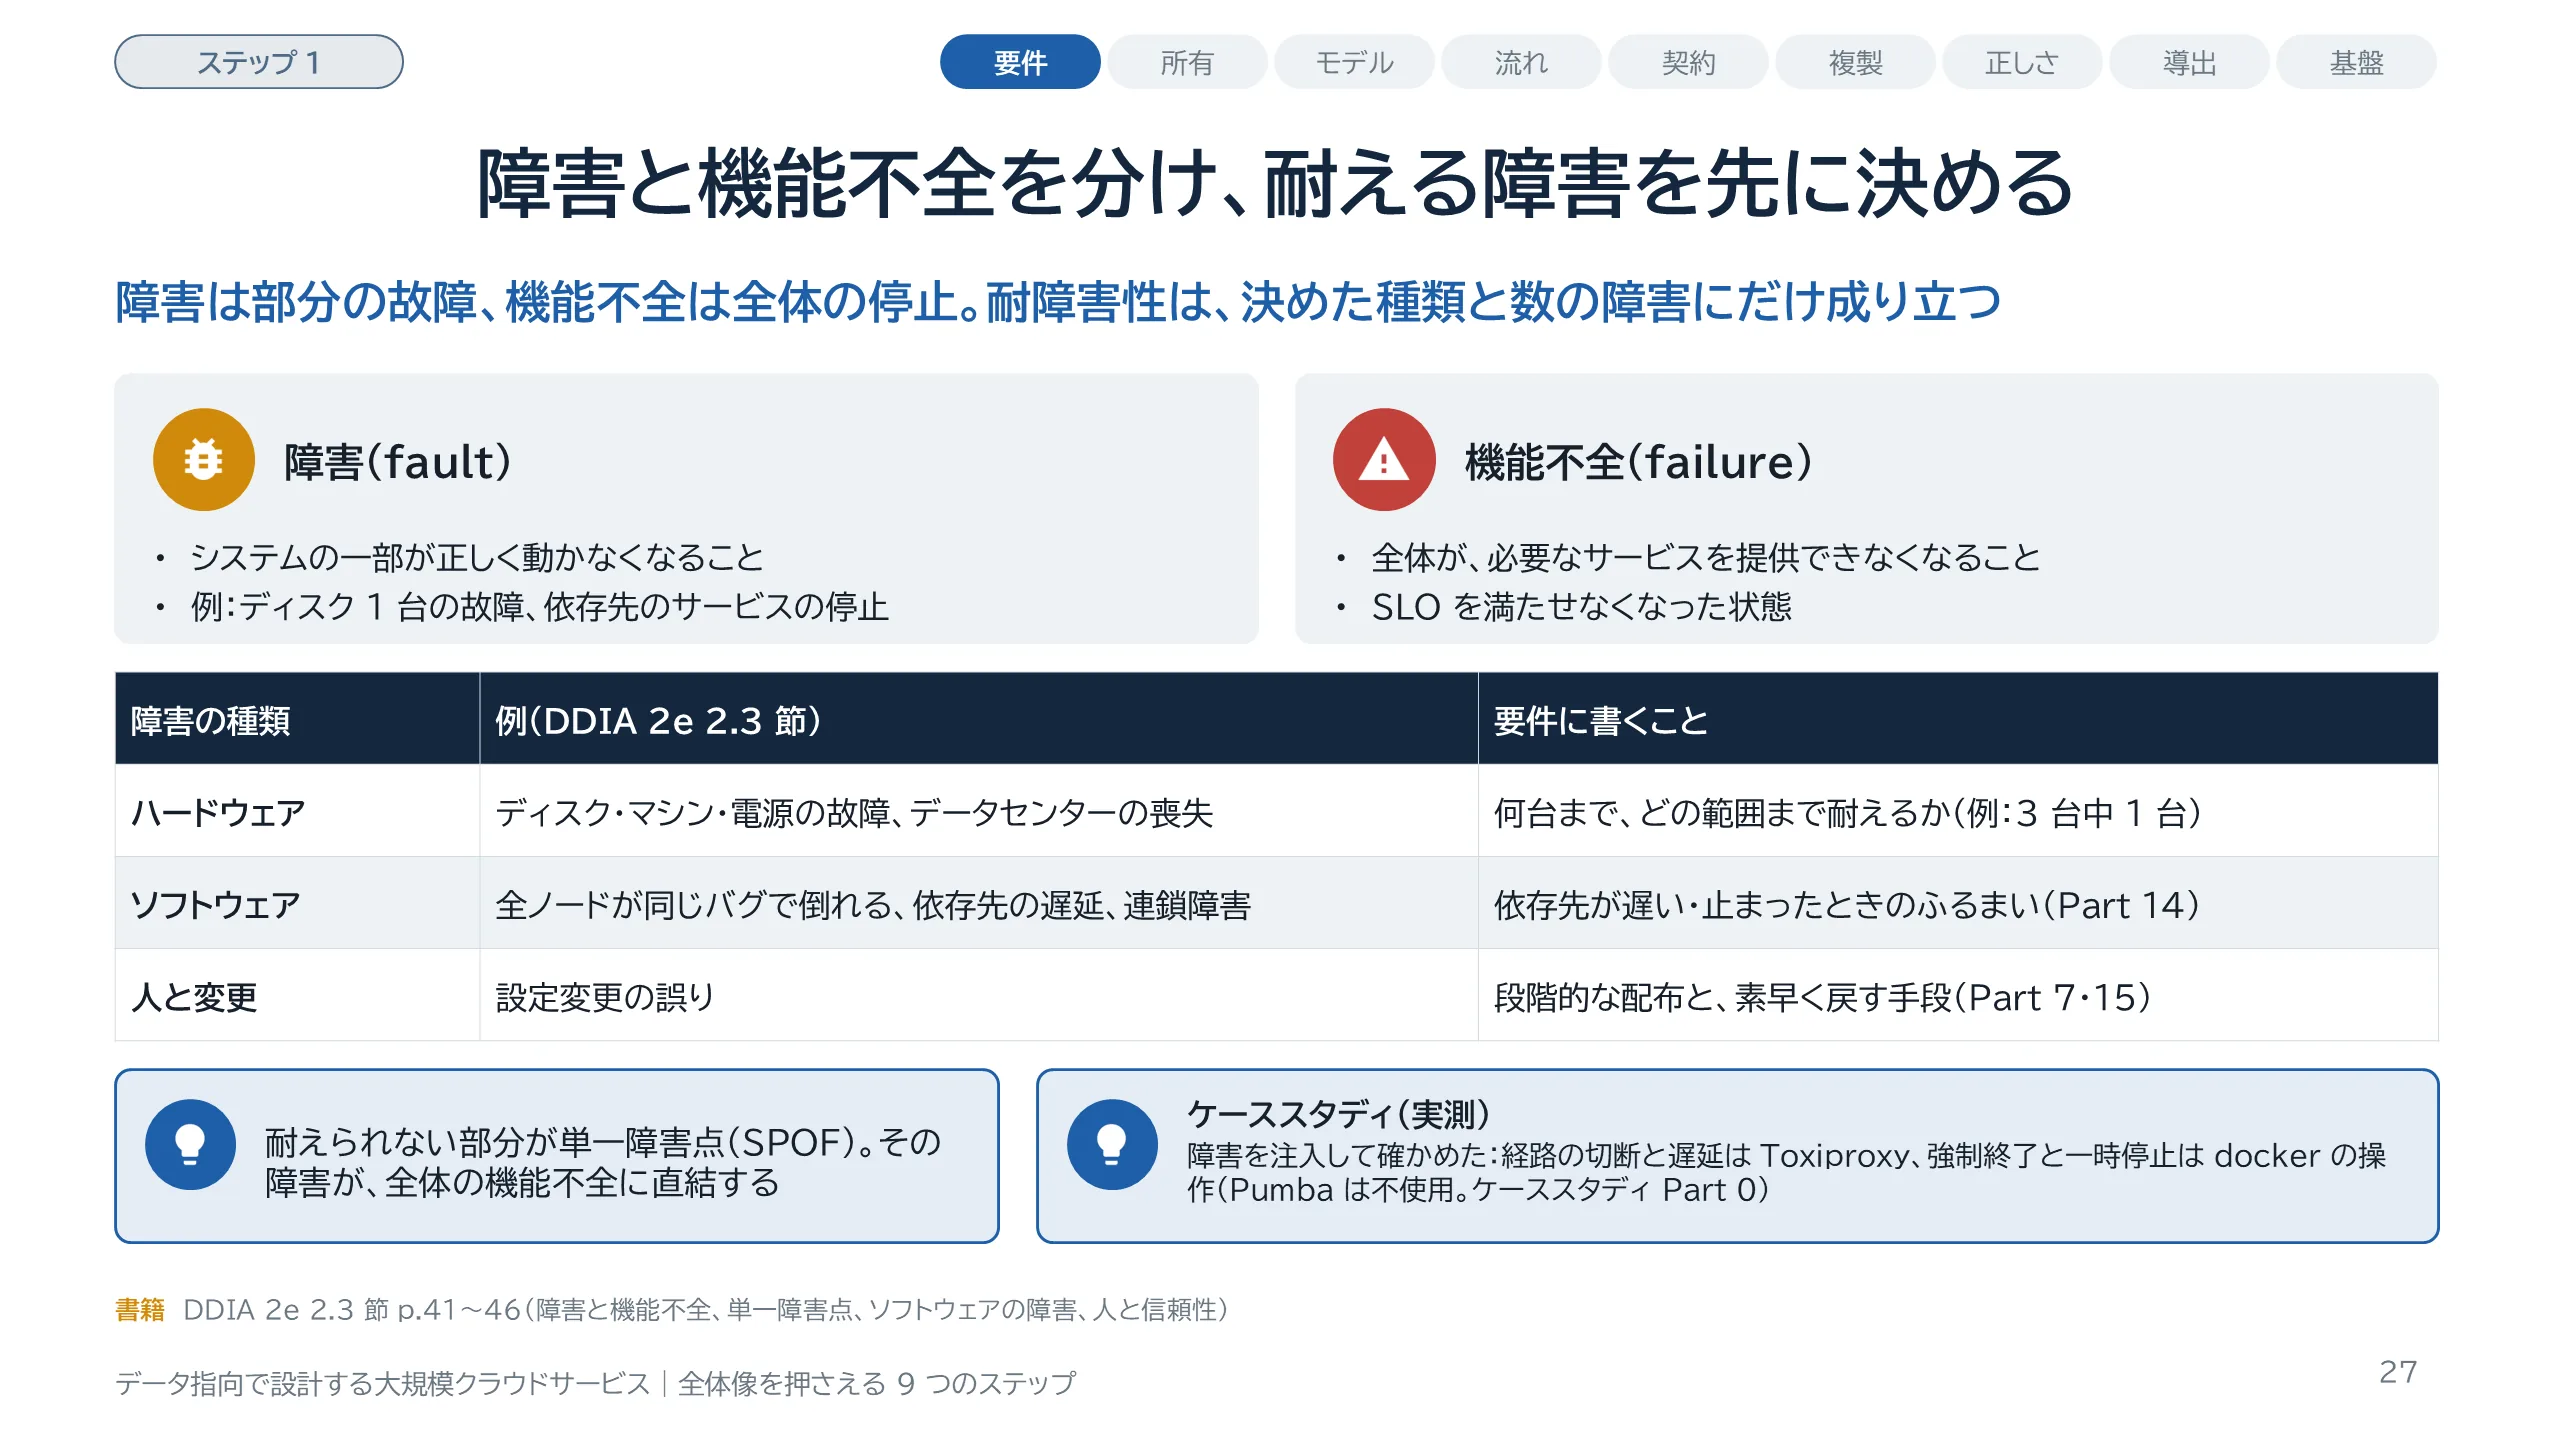 ステップ 1
要件
所有
モデル
流れ
契約
複製
正しさ
導出
基盤
障害と機能不全を分け、耐える障害を先に決める
障害は部分の故障、機能不全は全体の停止。耐障害性は、決めた種類と数の障害にだけ成り立つ
障害（fault）
・ システムの一部が正しく動かなくなること
・ 例：ディスク 1 台の故障、依存先のサービスの停止
機能不全（failure）
・ 全体が、必要なサービスを提供できなくなること
・ SLO を満たせなくなった状態
障害の種類 例（DDIA 2e 2.3 節） 要件に書くこと
ハードウェア ディスク・マシン・電源の故障、データセンターの喪失 何台まで、どの範囲まで耐えるか（例：3 台中 1 台）
ソフトウェア 全ノードが同じバグで倒れる、依存先の遅延、連鎖障害 依存先が遅い・止まったときのふるまい（Part 14）
人と変更 設定変更の誤り 段階的な配布と、素早く戻す手段（Part 7・15）
耐えられない部分が単一障害点（SPOF）。その
障害が、全体の機能不全に直結する
ケーススタディ（実測）
障害を注入して確かめた：経路の切断と遅延は Toxiproxy、強制終了と一時停止は docker の操
作（Pumba は不使用。ケーススタディ Part 0）
書籍 DDIA 2e 2.3 節 p.41～46（障害と機能不全、単一障害点、ソフトウェアの障害、人と信頼性）
データ指向で設計する大規模クラウドサービス｜全体像を押さえる 9 つのステップ
27